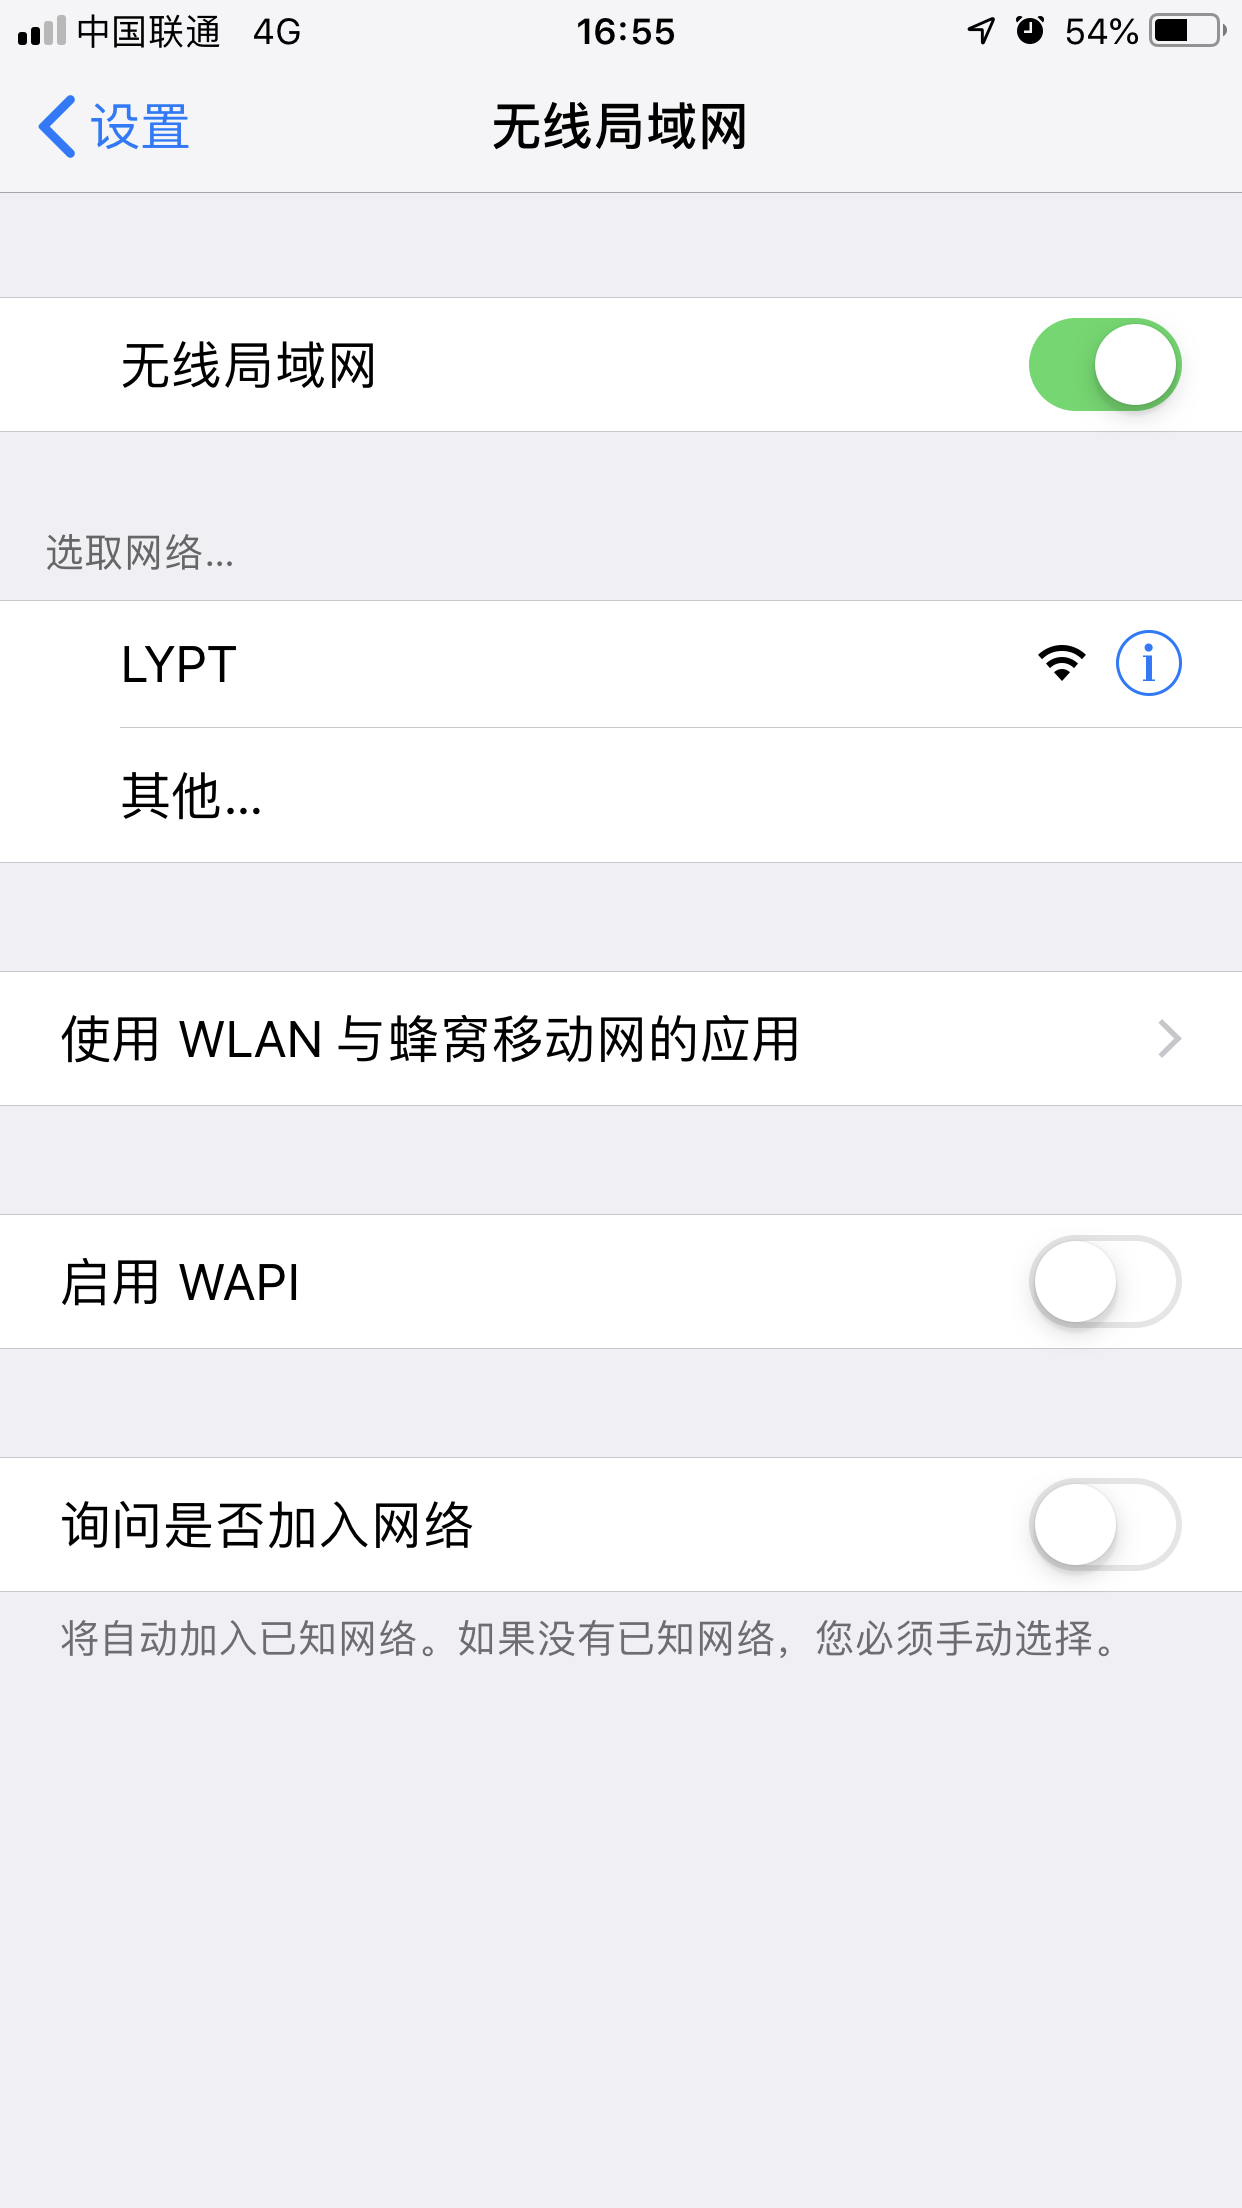 中国联通 4G 16:55 54%
设置 无线局域网
无线局域网
选取网络...
LYPT
其他...
使用 WLAN 与蜂窝移动网的应用
启用 WAPI
询问是否加入网络
将自动加入已知网络。如果没有已知网络，您必须手动选择。